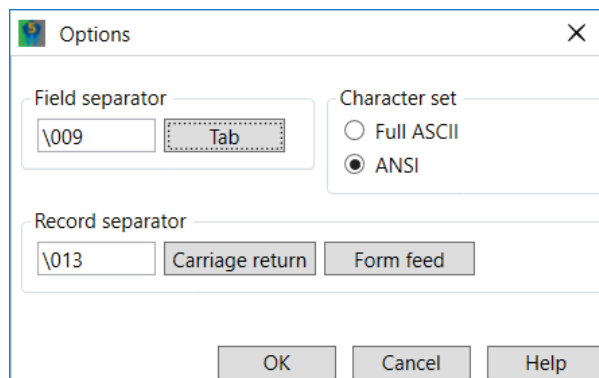 Options
Field separator
\009 Tab
Character set
Full ASCII
ANSI
Record separator
\013 Carriage return Form feed
OK Cancel Help